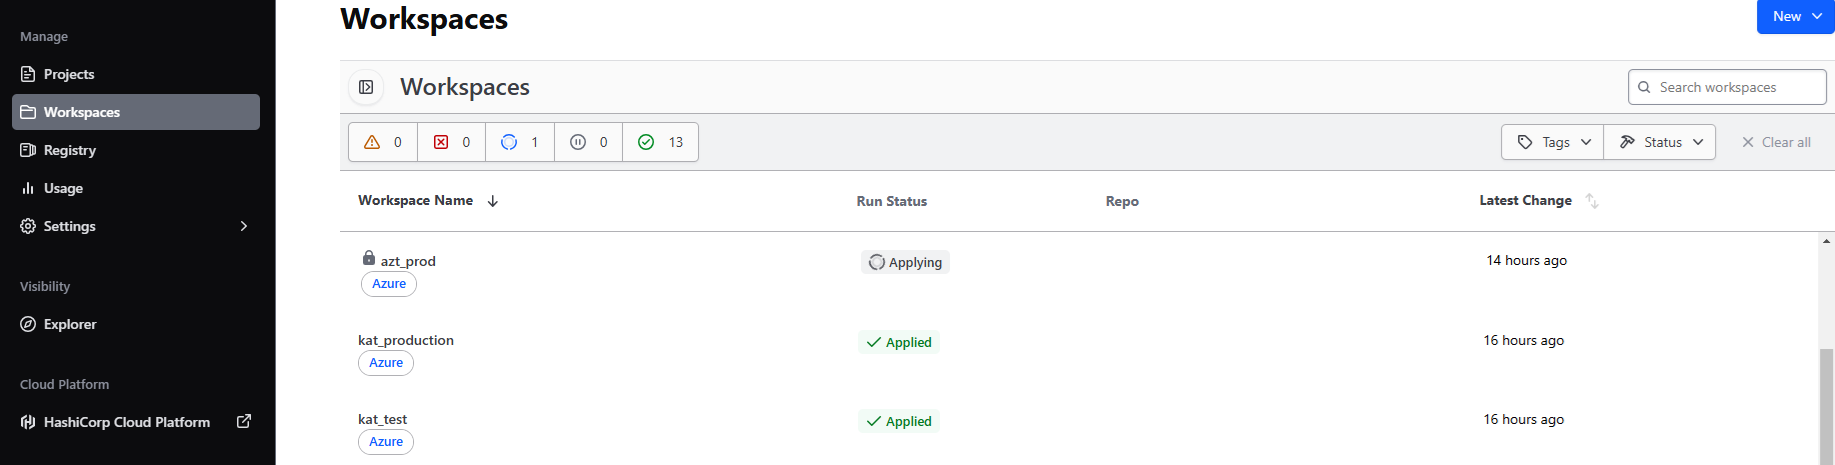 Manage
Projects
Workspaces
Registry
Usage
Settings
Visibility
Explorer
Cloud Platform
HashiCorp Cloud Platform
Workspaces
New
Workspaces
Search workspaces
0 0 1 0 13
Tags Status Clear all
Workspace Name Run Status Repo Latest Change
azt_prod Applying 14 hours ago
Azure
kat_production Applied 16 hours ago
Azure
kat_test Applied 16 hours ago
Azure